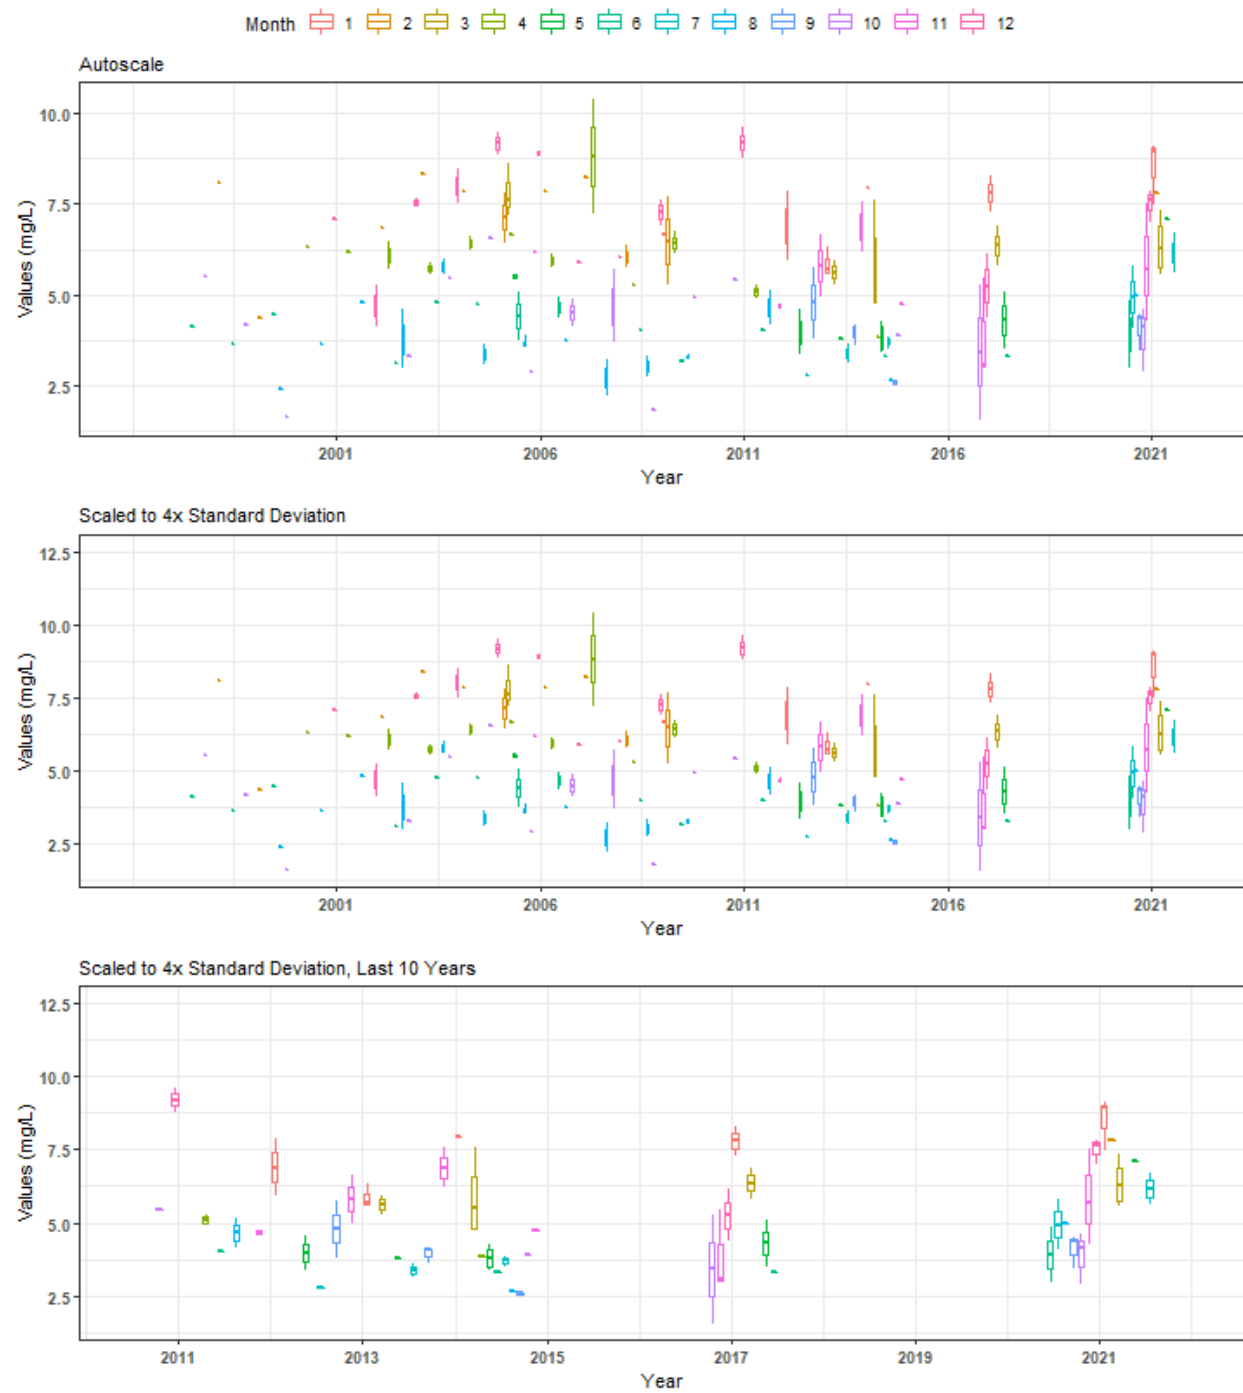 Month 1 2 3 4 5 6 7 8 9 10 11 12
Autoscale
10.0
7.5
5.0
2.5
Values (mg/L)
2001 2006 2011 2016 2021
Year
Scaled to 4x Standard Deviation
12.5
10.0
7.5
5.0
2.5
Values (mg/L)
2001 2006 2011 2016 2021
Year
Scaled to 4x Standard Deviation, Last 10 Years
12.5
10.0
7.5
5.0
2.5
Values (mg/L)
2011 2013 2015 2017 2019 2021
Year